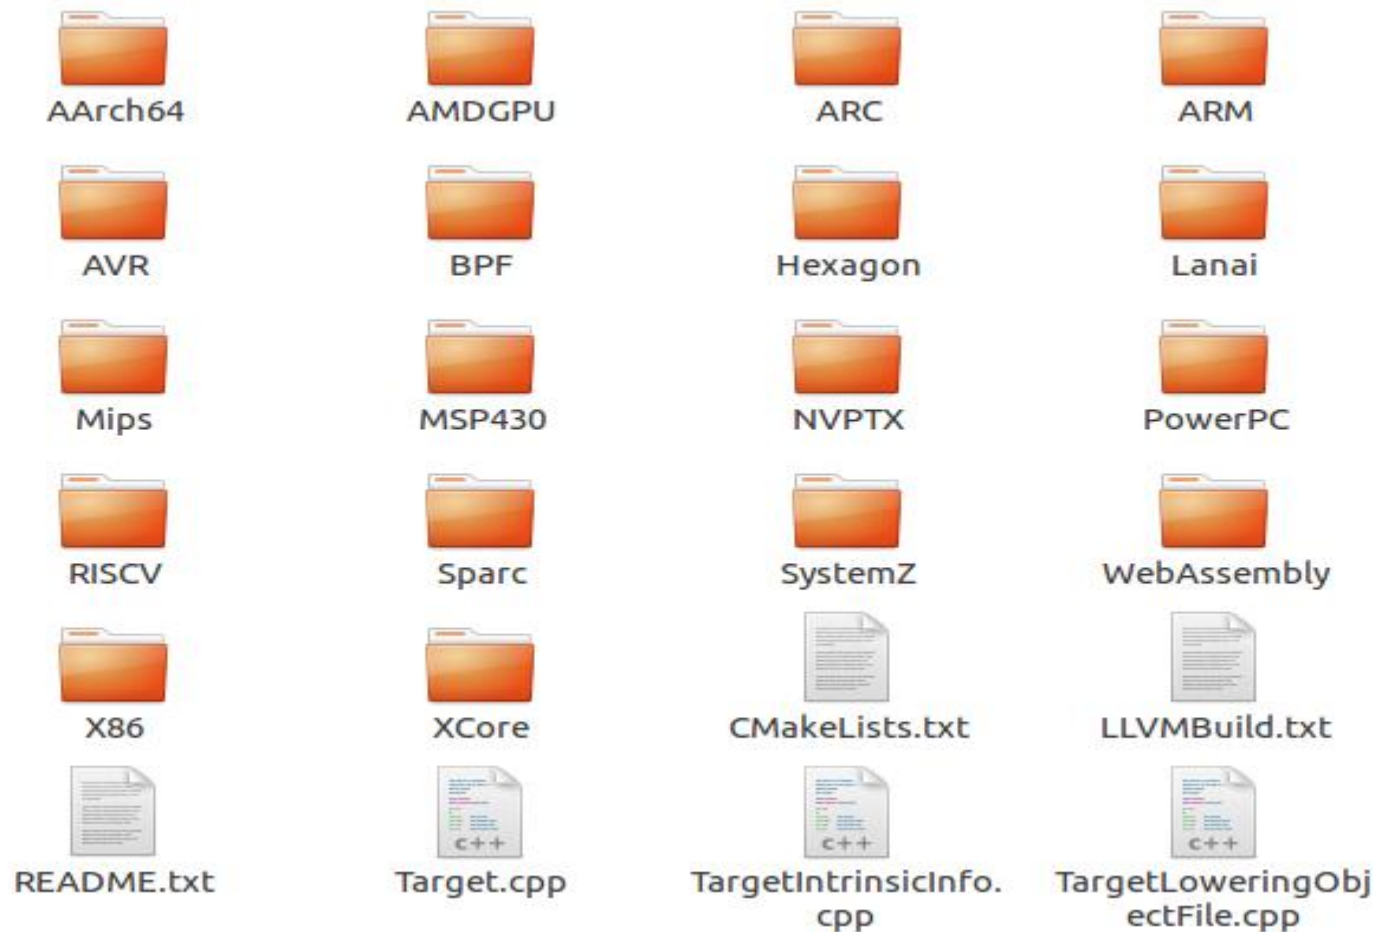 AArch64
AMDGPU
ARC
ARM
AVR
BPF
Hexagon
Lanai
Mips
MSP430
NVPTX
PowerPC
RISCV
Sparc
SystemZ
WebAssembly
X86
XCore
CMakeLists.txt
LLVMBuild.txt
README.txt
c++
Target.cpp
c++
TargetIntrinsicInfo.
cpp
c++
TargetLoweringObj
ectFile.cpp